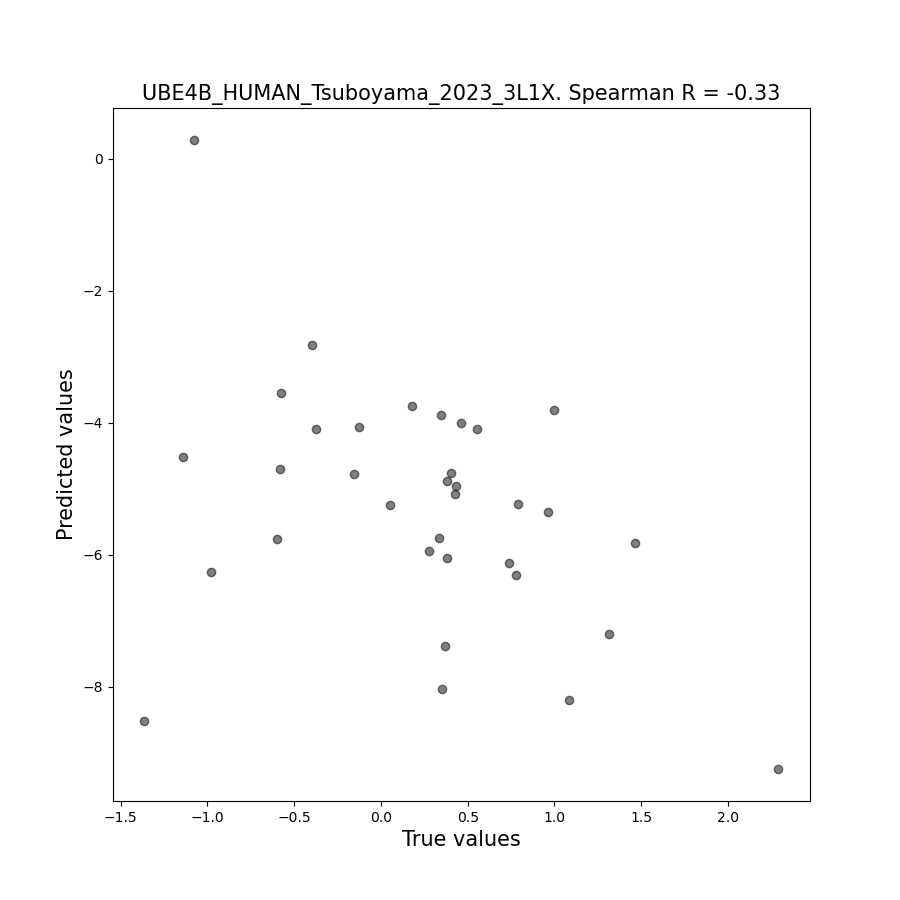 UBE4B_HUMAN_Tsuboyama_2023_3L1X. Spearman R = -0.33
0
−2
−4
−6
−8
Predicted values
−1.5 −1.0 −0.5 0.0 0.5 1.0 1.5 2.0
True values